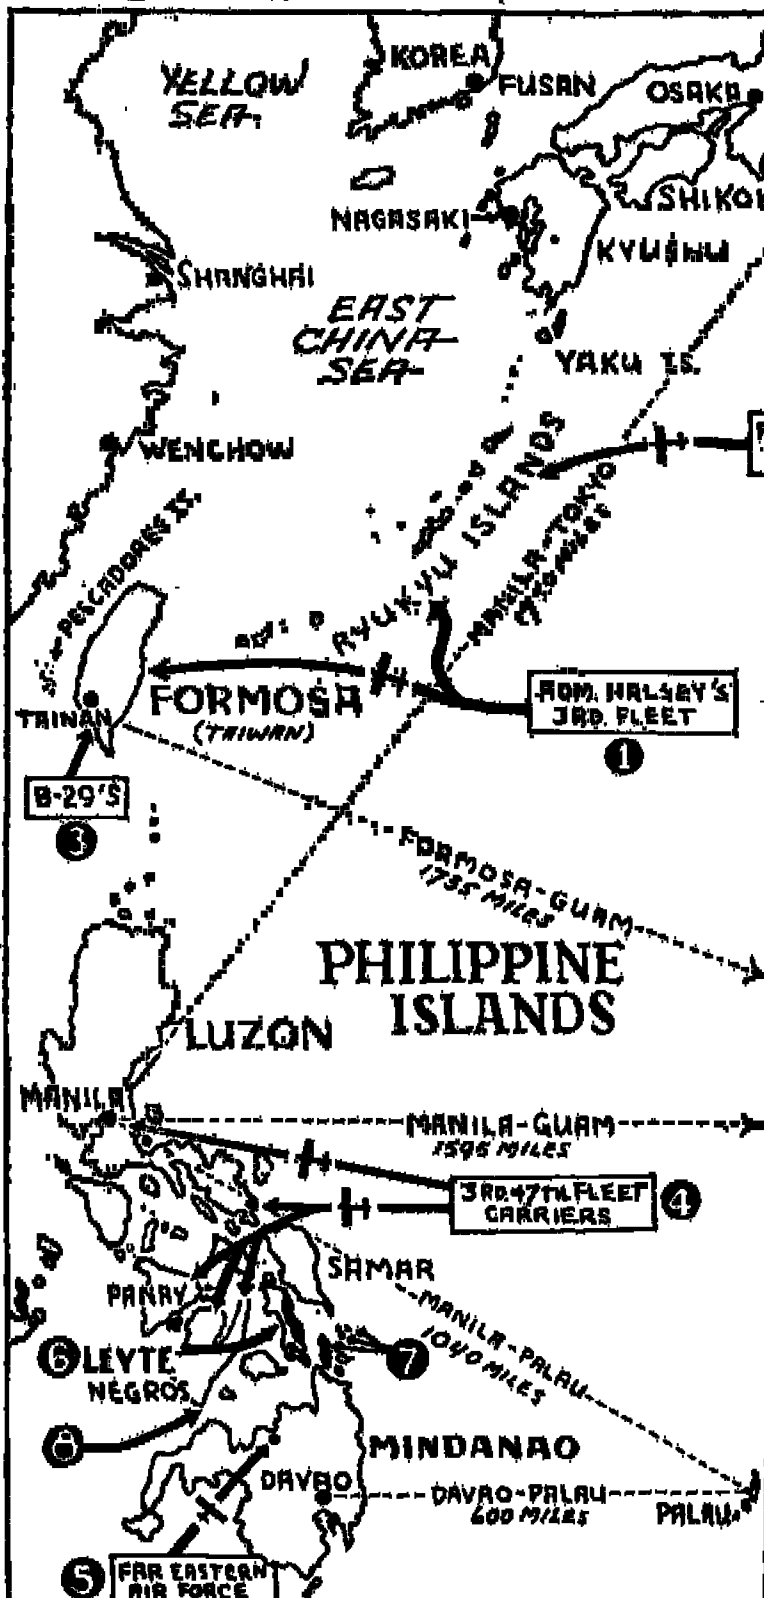 KOREA
YELLOW
SEA
FUSAN
OSAKA
NAGASAKI
SHIKO
KYUSHU
SHANGHAI
EAST
CHINA
SEA
YAKU IS.
WENCHOW
RYUKYU ISLANDS
PESCADORES IS.
MANILA-TOKYO
1750 MILES
FORMOSA
(TAIWAN)
TAINAN
ADM. HALSEY'S
3RD. FLEET
1
B-29'S
3
FORMOSA-GUAM
1735 MILES
PHILIPPINE
ISLANDS
LUZON
MANILA
MANILA-GUAM
1595 MILES
3RD. & 7TH. FLEET
CARRIERS
4
SAMAR
PANAY
MANILA-PALAU
1040 MILES
6 LEYTE
7
NEGROS
MINDANAO
DAVAO
DAVAO-PALAU
600 MILES
PALAU
5
FAR EASTERN
AIR FORCE